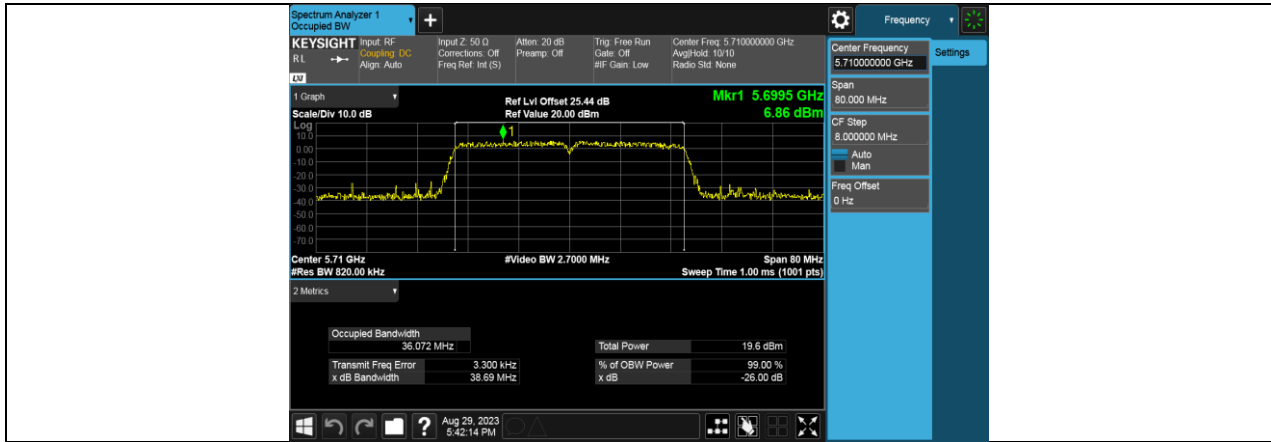 Spectrum Analyzer 1
Occupied BW
+
Frequency
KEYSIGHT
R L
LXI
Input: RF
Coupling: DC
Align: Auto
Input Z: 50 Ω
Corrections: Off
Freq Ref: Int (S)
Atten: 20 dB
Preamp: Off
Trig: Free Run
Gate: Off
#IF Gain: Low
Center Freq: 5.710000000 GHz
Avg|Hold: 10/10
Radio Std: None
1 Graph
Scale/Div 10.0 dB
Ref Lvl Offset 25.44 dB
Ref Value 20.00 dBm
Mkr1 5.6995 GHz
6.86 dBm
Log
10.0
0.00
-10.0
-20.0
-30.0
-40.0
-50.0
-60.0
-70.0
1
Center 5.71 GHz
#Res BW 820.00 kHz
#Video BW 2.7000 MHz
Span 80 MHz
Sweep Time 1.00 ms (1001 pts)
2 Metrics
Occupied Bandwidth
36.072 MHz
Transmit Freq Error 3.300 kHz
x dB Bandwidth 38.69 MHz
Total Power 19.6 dBm
% of OBW Power 99.00 %
x dB -26.00 dB
Center Frequency
5.710000000 GHz
Settings
Span
80.000 MHz
CF Step
8.000000 MHz
Auto
Man
Freq Offset
0 Hz
?
Aug 29, 2023
5:42:14 PM